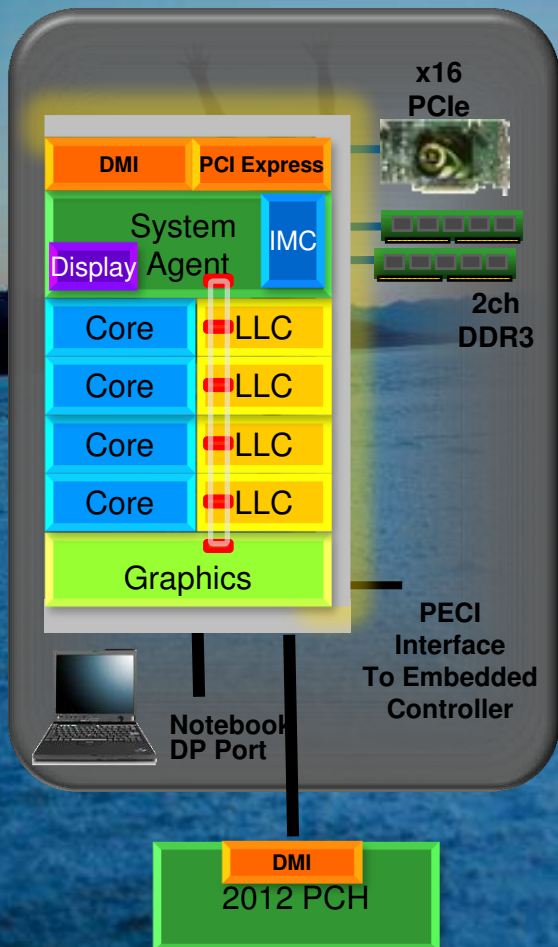 x16
PCIe
DMI
PCI Express
System
Agent
IMC
Display
2ch
DDR3
Core
LLC
Core
LLC
Core
LLC
Core
LLC
Graphics
PECI
Interface
To Embedded
Controller
Notebook
DP Port
DMI
2012 PCH